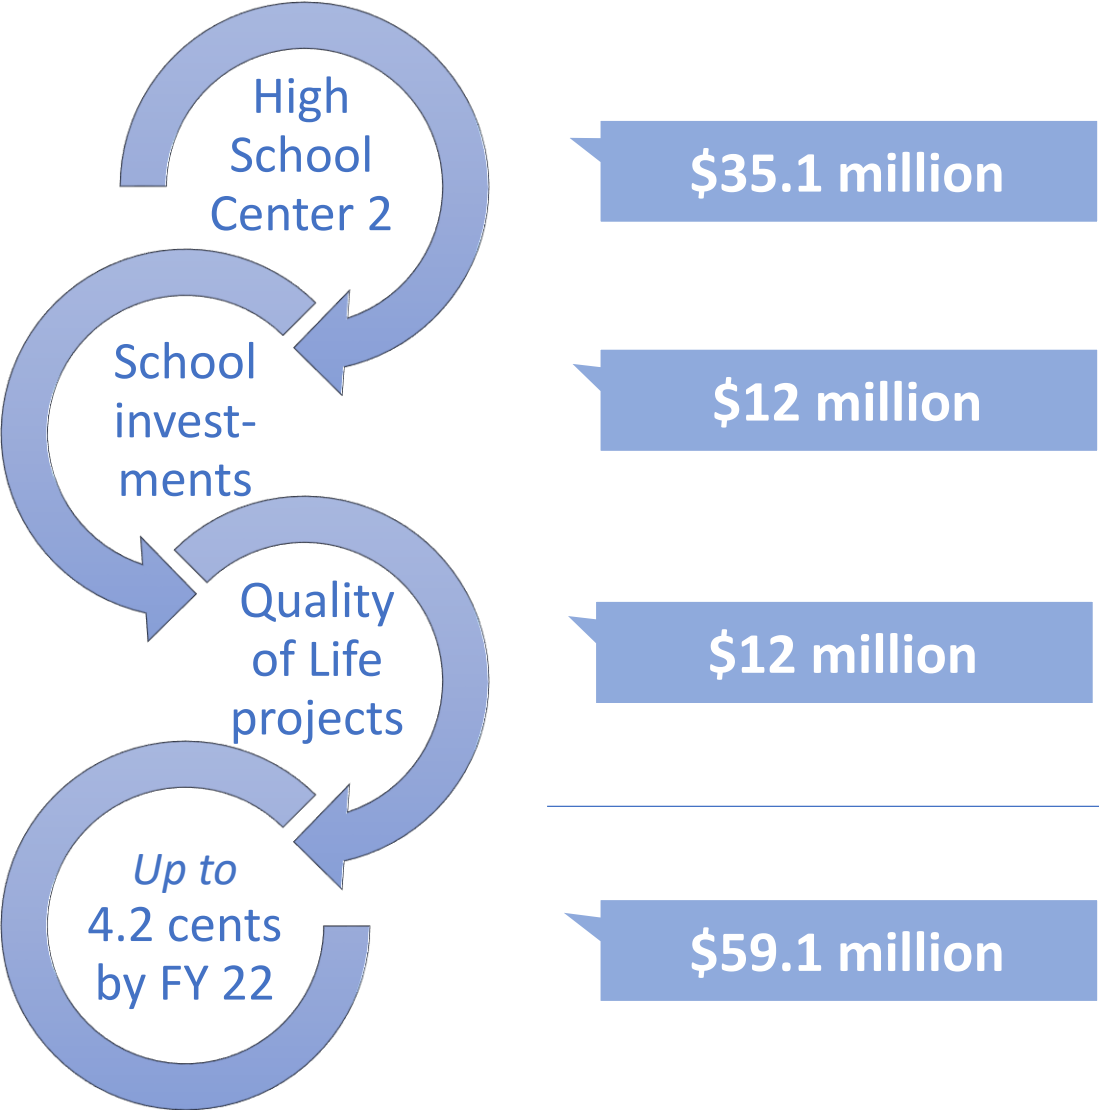 High
School
Center 2
$35.1 million
School
invest-
ments
$12 million
Quality
of Life
projects
$12 million
Up to
4.2 cents
by FY 22
$59.1 million